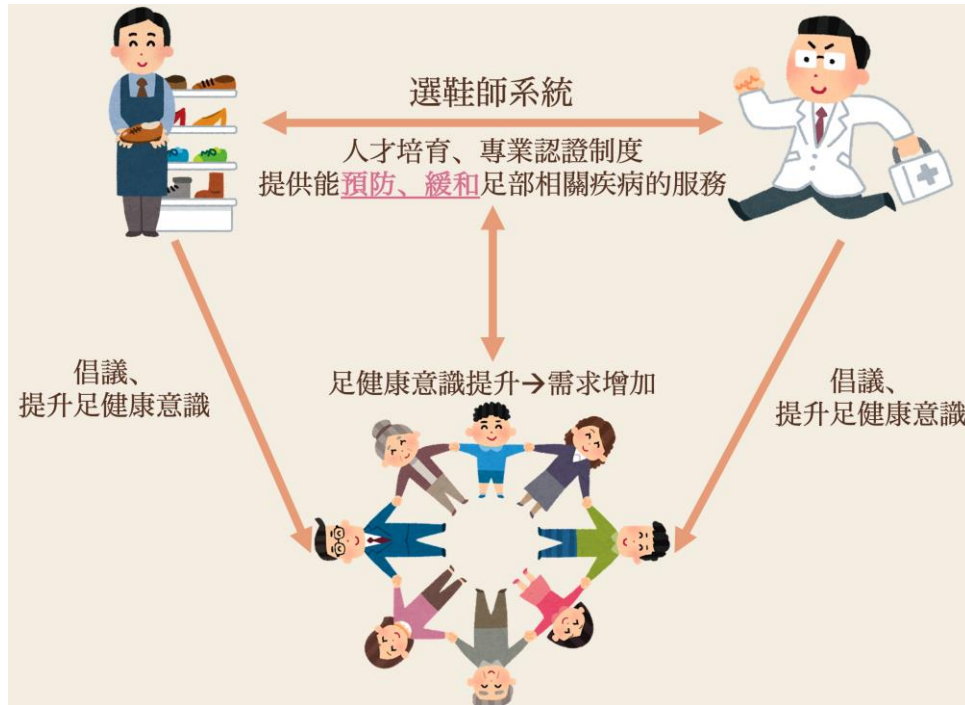 選鞋師系統
人才培育、專業認證制度
提供能預防、緩和足部相關疾病的服務
倡議、
提升足健康意識
足健康意識提升→需求增加
倡議、
提升足健康意識